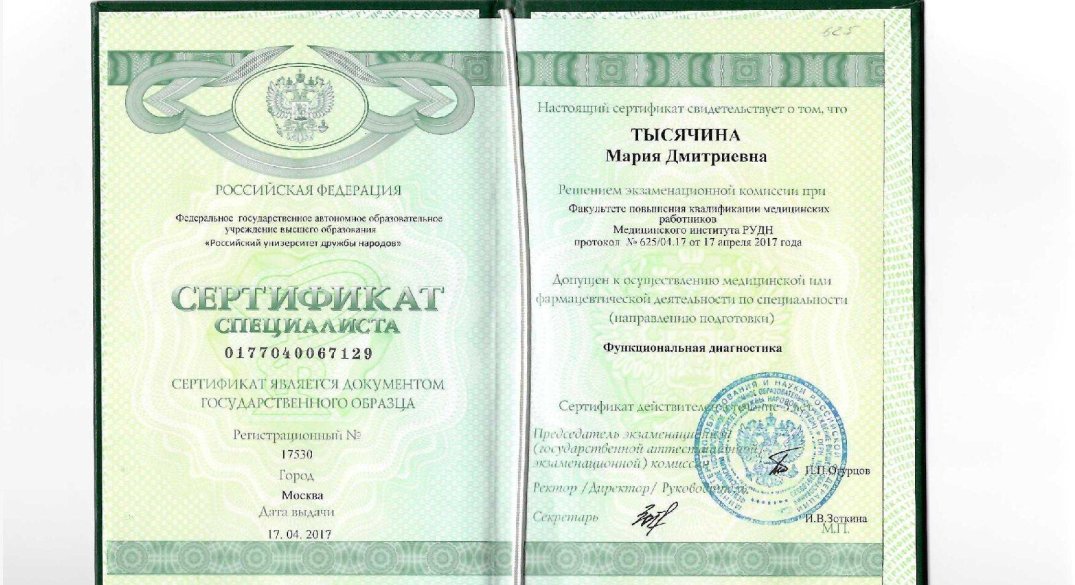 РОССИЙСКАЯ ФЕДЕРАЦИЯ
Федеральное государственное автономное образовательное
учреждение высшего образования
«Российский университет дружбы народов»
СЕРТИФИКАТ
СПЕЦИАЛИСТА
0177040067129
СЕРТИФИКАТ ЯВЛЯЕТСЯ ДОКУМЕНТОМ
ГОСУДАРСТВЕННОГО ОБРАЗЦА
Регистрационный №
17530
Город
Москва
Дата выдачи
17. 04. 2017
625
Настоящий сертификат свидетельствует о том, что
ТЫСЯЧИНА
Мария Дмитриевна
Решением экзаменационной комиссии при
Факультете повышения квалификации медицинских
работников
Медицинского института РУДН
протокол № 625/04.17 от 17 апреля 2017 года
Допущен к осуществлению медицинской или
фармацевтической деятельности по специальности
(направлению подготовки)
Функциональная диагностика
Сертификат
Председатель
(государственной
экзаменационной)
Ректор /Директор/
И.П.Огурцов
Секретарь
И.В.Зоткина
М.П.